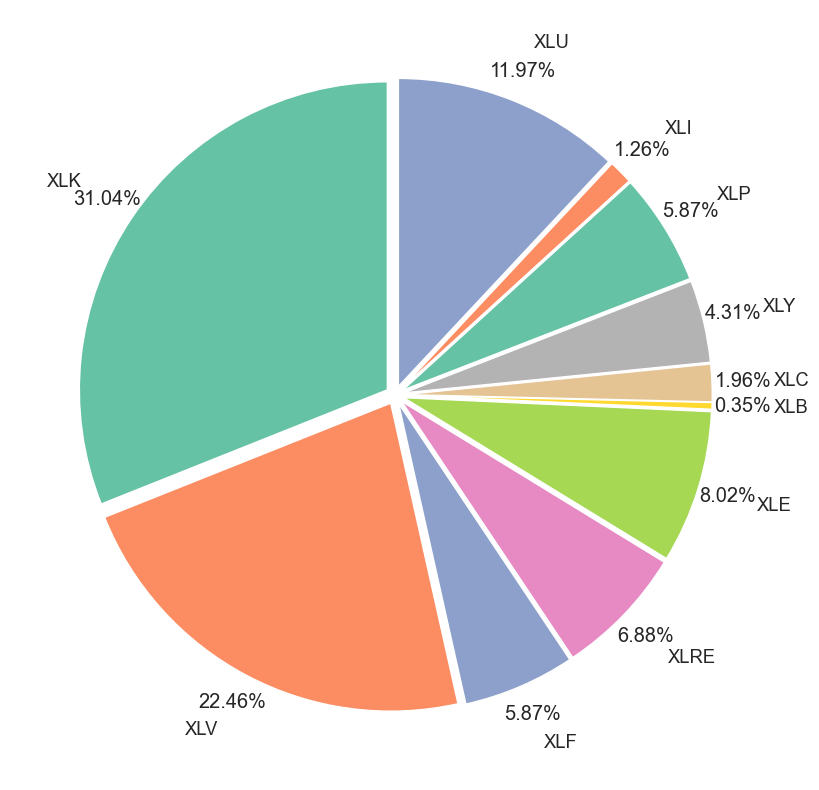 XLU
11.97%
XLI
1.26%
XLP
5.87%
XLK
31.04%
4.31% XLY
1.96% XLC
0.35% XLB
8.02% XLE
6.88%
XLRE
22.46%
XLV
5.87%
XLF